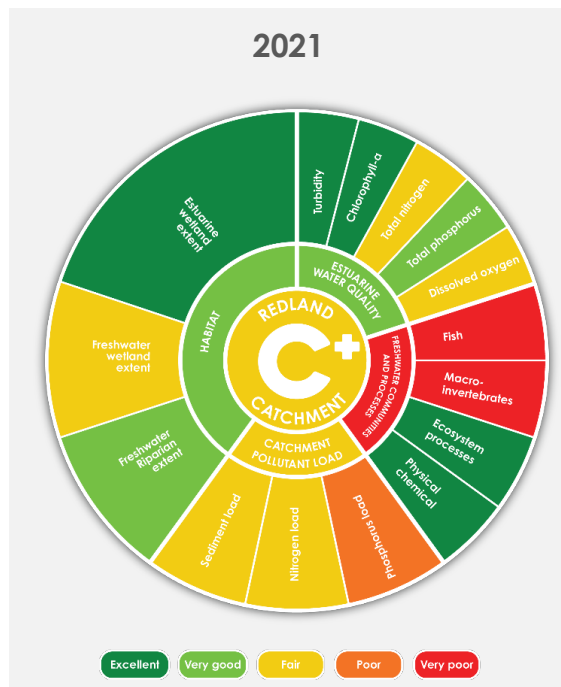 2021
Turbidity
Chlorophyll-a
Total nitrogen
Total phosphorus
Dissolved oxygen
Fish
Macro-
invertebrates
Ecosystem
processes
Physical
chemical
Phosphorus load
Nitrogen load
Sediment load
Freshwater
Riparian
extent
Freshwater
wetland
extent
Estuarine
wetland
extent
ESTUARINE
WATER QUALITY
FRESHWATER COMMUNITIES
AND PROCESSES
CATCHMENT
POLLUTANT LOAD
HABITAT
REDLAND
C+
CATCHMENT
Excellent
Very good
Fair
Poor
Very poor